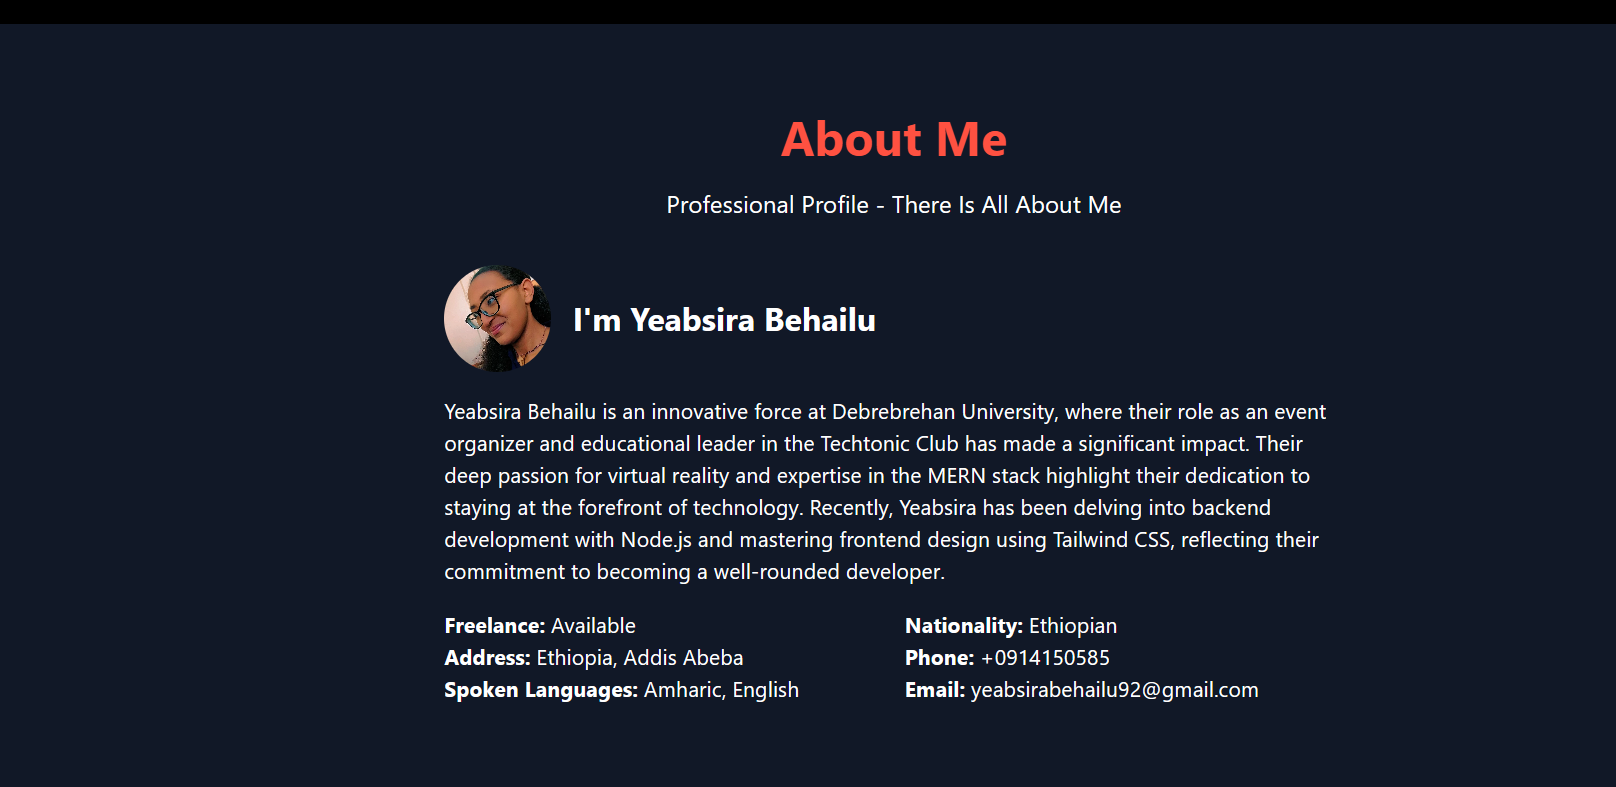 About Me
Professional Profile - There Is All About Me
I'm Yeabsira Behailu
Yeabsira Behailu is an innovative force at Debrebrehan University, where their role as an event
organizer and educational leader in the Techtonic Club has made a significant impact. Their
deep passion for virtual reality and expertise in the MERN stack highlight their dedication to
staying at the forefront of technology. Recently, Yeabsira has been delving into backend
development with Node.js and mastering frontend design using Tailwind CSS, reflecting their
commitment to becoming a well-rounded developer.
Freelance: Available
Address: Ethiopia, Addis Abeba
Spoken Languages: Amharic, English
Nationality: Ethiopian
Phone: +0914150585
Email: yeabsirabehailu92@gmail.com